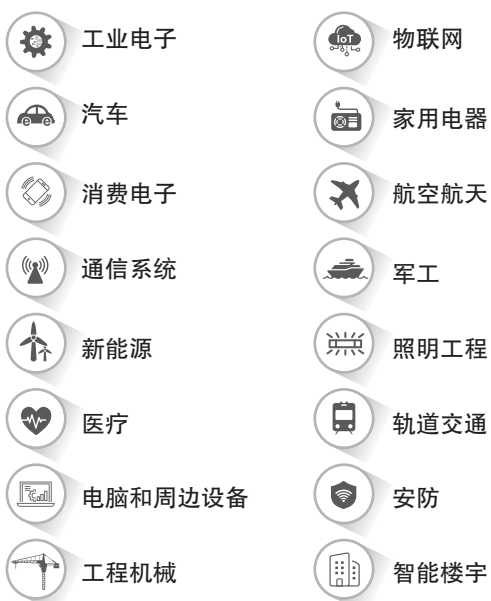 工业电子
IoT
物联网
汽车
家用电器
消费电子
航空航天
通信系统
军工
新能源
照明工程
医疗
轨道交通
电脑和周边设备
安防
工程机械
智能楼宇